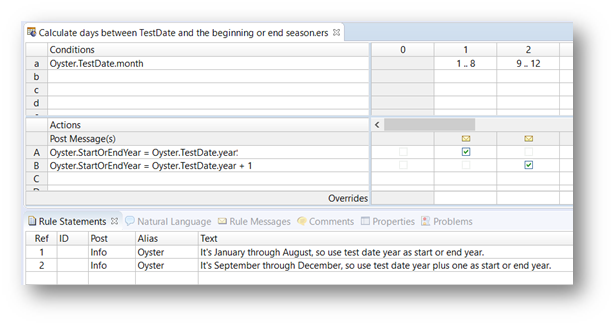 Calculate days between TestDate and the beginning or end season.ers
Conditions 0 1 2
a Oyster.TestDate.month 1 .. 8 9 .. 12
b
c
d
Actions
Post Message(s)
A Oyster.StartOrEndYear = Oyster.TestDate.year
B Oyster.StartOrEndYear = Oyster.TestDate.year + 1
C
Overrides
Rule Statements Natural Language Rule Messages Comments Properties Problems
Ref ID Post Alias Text
1 Info Oyster It's January through August, so use test date year as start or end year.
2 Info Oyster It's September through December, so use test date year plus one as start or end year.